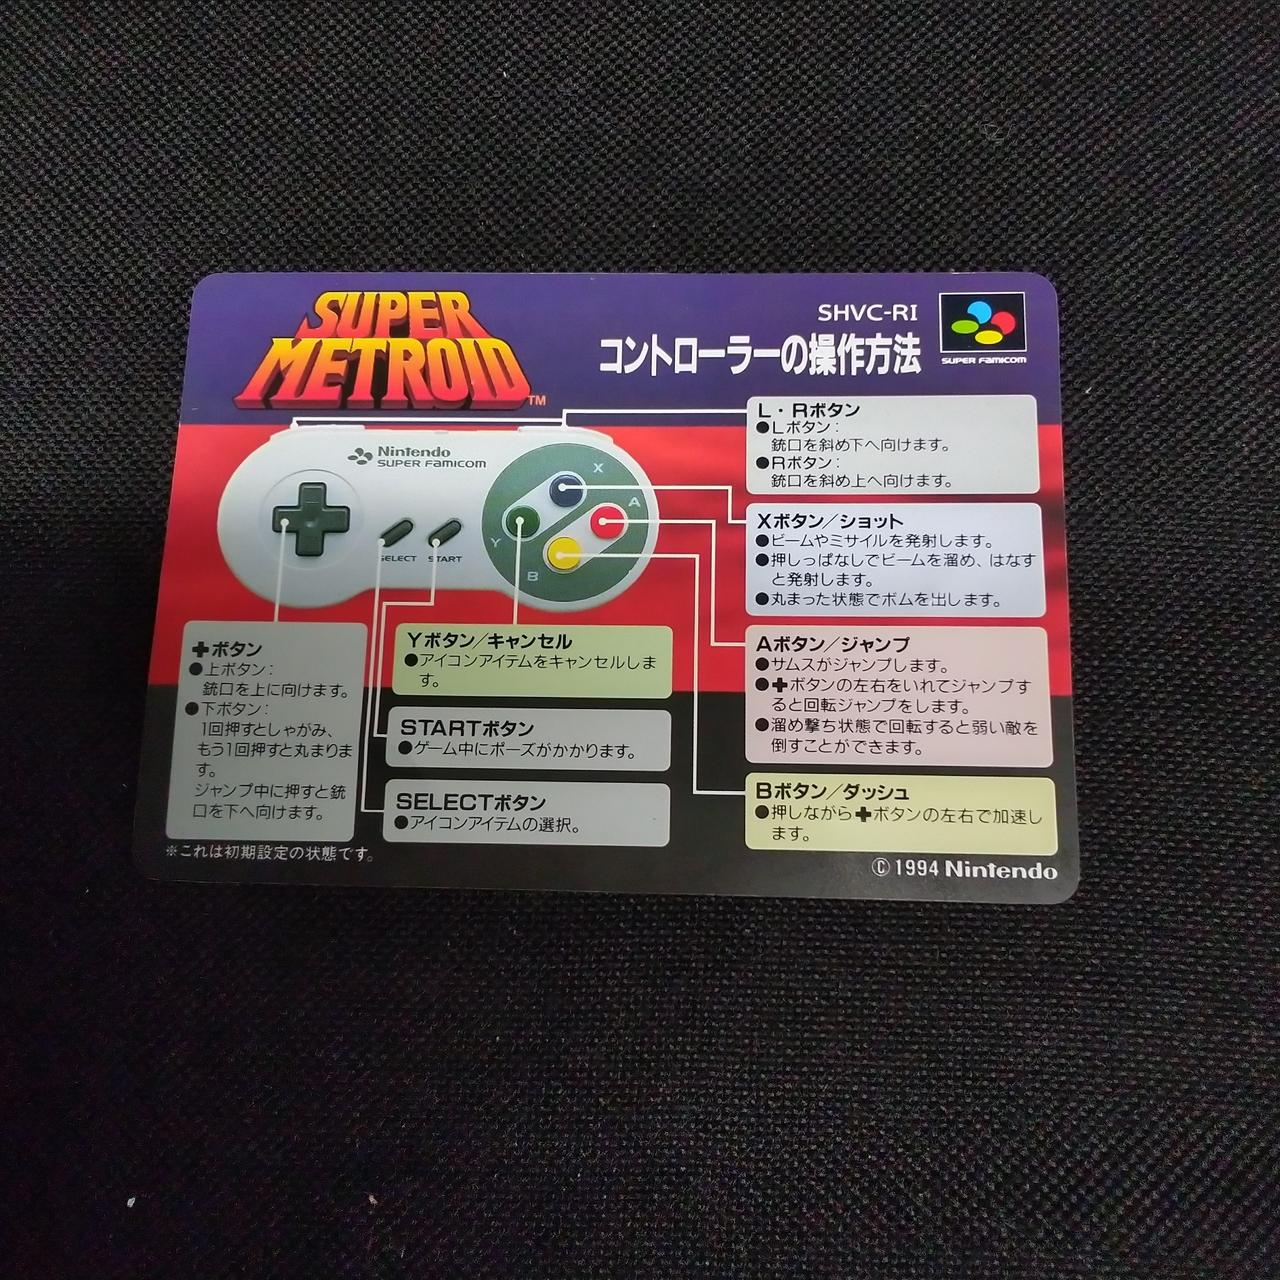 SUPER
METROID™
SHVC-RI
コントローラーの操作方法
SUPER FAMICOM
Nintendo
SUPER FAMICOM
X
A
Y
B
SELECT
START
L・Rボタン
●Lボタン：
銃口を斜め下へ向けます。
●Rボタン：
銃口を斜め上へ向けます。
Xボタン／ショット
●ビームやミサイルを発射します。
●押しっぱなしでビームを溜め、はなす
と発射します。
●丸まった状態でボムを出します。
Aボタン／ジャンプ
●サムスがジャンプします。
●✚ボタンの左右をいれてジャンプす
ると回転ジャンプをします。
●溜め撃ち状態で回転すると弱い敵を
倒すことができます。
Bボタン／ダッシュ
●押しながら✚ボタンの左右で加速し
ます。
✚ボタン
●上ボタン：
銃口を上に向けます。
●下ボタン：
1回押すとしゃがみ、
もう1回押すと丸まりま
す。
ジャンプ中に押すと銃
口を下へ向けます。
Yボタン／キャンセル
●アイコンアイテムをキャンセルしま
す。
STARTボタン
●ゲーム中にポーズがかかります。
SELECTボタン
●アイコンアイテムの選択。
※これは初期設定の状態です。
© 1994 Nintendo